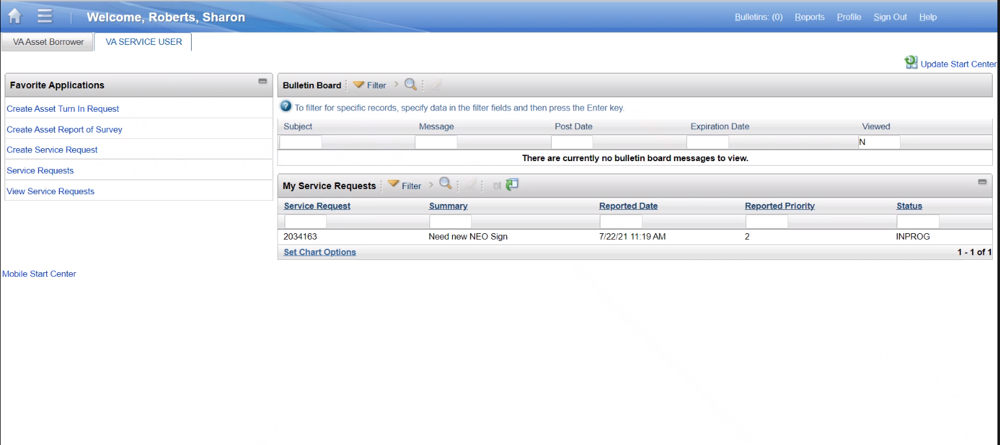 Welcome, Roberts, Sharon
Bulletins: (0) Reports Profile Sign Out Help
VA Asset Borrower VA SERVICE USER
Update Start Center
Favorite Applications
Create Asset Turn In Request
Create Asset Report of Survey
Create Service Request
Service Requests
View Service Requests
Mobile Start Center
Bulletin Board Filter
To filter for specific records, specify data in the filter fields and then press the Enter key.
Subject Message Post Date Expiration Date Viewed
N
There are currently no bulletin board messages to view.
My Service Requests Filter
Service Request Summary Reported Date Reported Priority Status
2034163 Need new NEO Sign 7/22/21 11:19 AM 2 INPROG
Set Chart Options 1 - 1 of 1